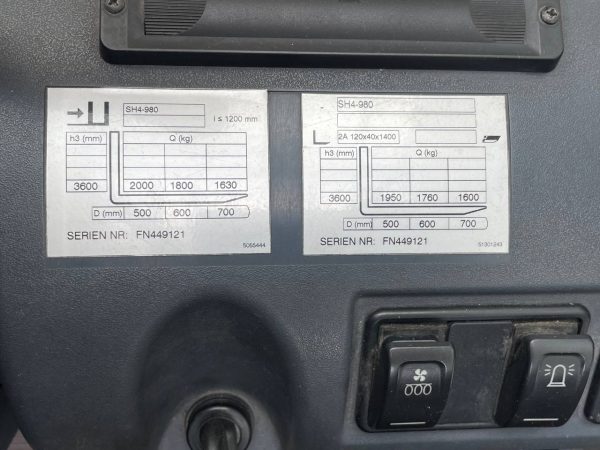 SH4-980
l ≤ 1200 mm
h3 (mm) Q (kg)
3600 2000 1800 1630
D (mm) 500 600 700
SERIEN NR: FN449121
5065444
SH4-980
2A 120x40x1400
h3 (mm) Q (kg)
3600 1950 1760 1600
D (mm) 500 600 700
SERIEN NR: FN449121
51301243